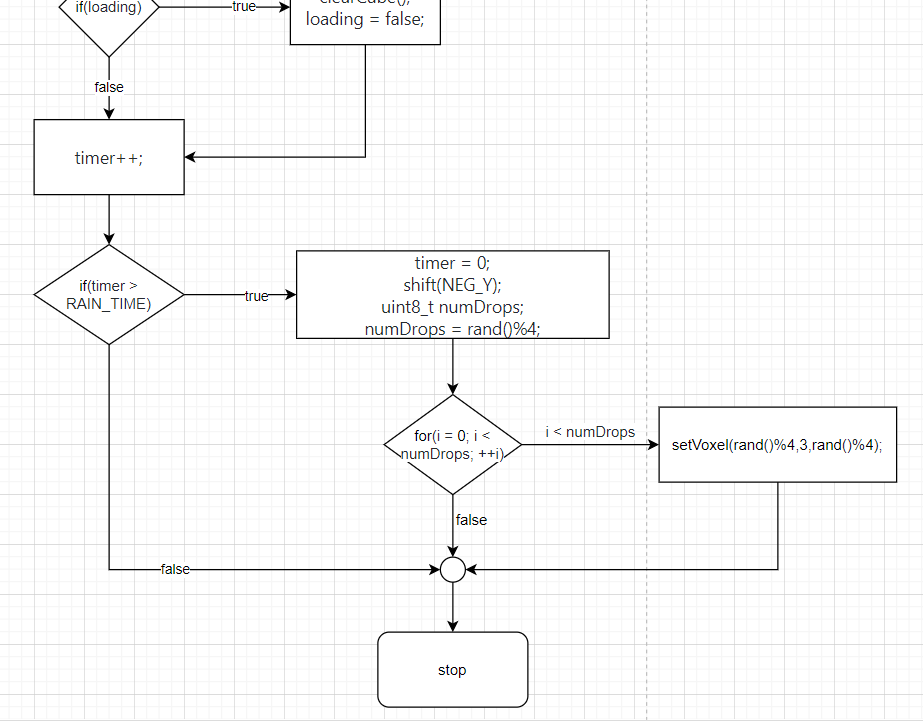 if(loading)
true
clearCube();
loading = false;
false
timer++;
if(timer >
RAIN_TIME)
true
timer = 0;
shift(NEG_Y);
uint8_t numDrops;
numDrops = rand()%4;
for(i = 0; i <
numDrops; ++i)
i < numDrops
setVoxel(rand()%4,3,rand()%4);
false
false
stop